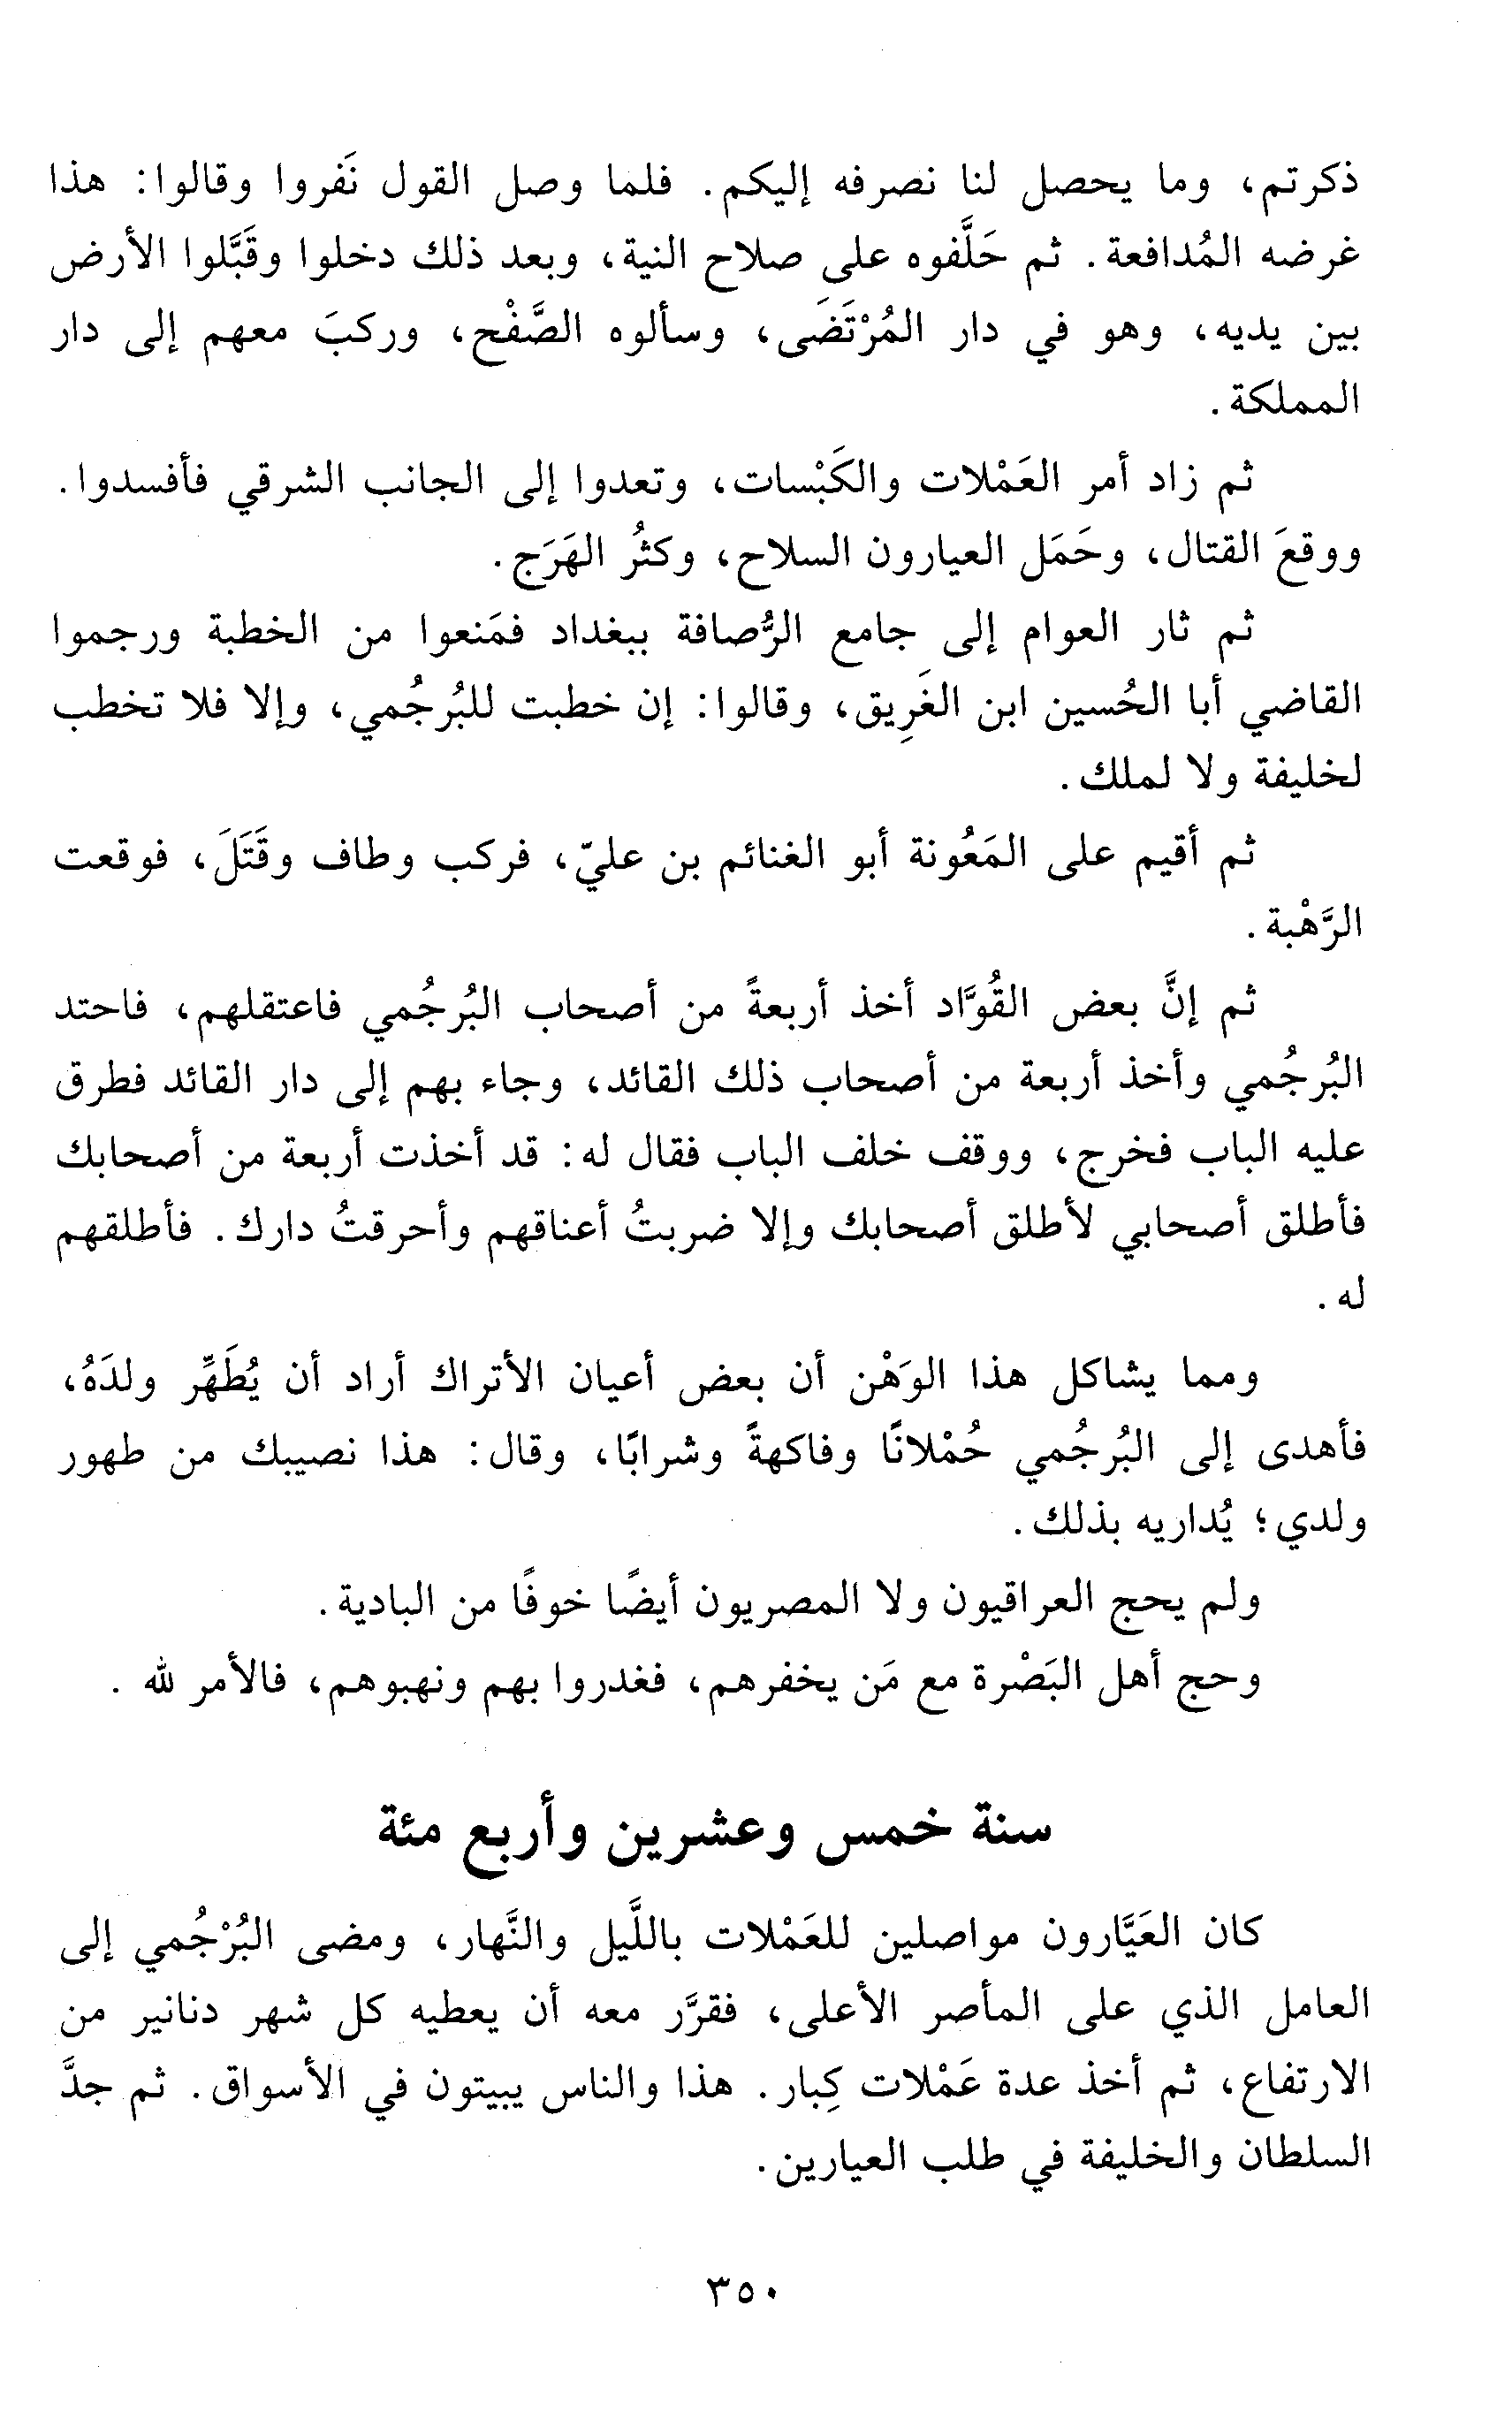 ذكرتم، وما يحصل لنا نصرفه إليكم. فلما وصل القول نَفروا وقالوا: هذا
غرضه المُدافعة. ثم حَلَّفوه على صلاح النية، وبعد ذلك دخلوا وقَبَّلوا الأرض
بين يديه، وهو في دار المُرْتَضَى، وسألوه الصَّفْح، وركبَ معهم إلى دار
المملكة.
ثم زاد أمر العَمْلات والكَبْسات، وتعدوا إلى الجانب الشرقي فأفسدوا.
ووقعَ القتال، وحَمَل العيارون السلاح، وكثُر الهَرَج.
ثم ثار العوام إلى جامع الرُّصافة ببغداد فمَنعوا من الخطبة ورجموا
القاضي أبا الحُسين ابن الغَرِيق، وقالوا: إن خطبت للبُرجُمي، وإلا فلا تخطب
لخليفة ولا لملك.
ثم أقيم على المَعُونة أبو الغنائم بن عليّ، فركب وطاف وقَتَلَ، فوقعت
الرَّهْبة.
ثم إنَّ بعض القُوَّاد أخذ أربعةً من أصحاب البُرجُمي فاعتقلهم، فاحتد
البُرجُمي وأخذ أربعة من أصحاب ذلك القائد، وجاء بهم إلى دار القائد فطرق
عليه الباب فخرج، ووقف خلف الباب فقال له: قد أخذت أربعة من أصحابك
فأطلق أصحابي لأطلق أصحابك وإلا ضربتُ أعناقهم وأحرقتُ دارك. فأطلقهم
له.
ومما يشاكل هذا الوَهْن أن بعض أعيان الأتراك أراد أن يُطَهِّر ولدَهُ،
فأهدى إلى البُرجُمي حُمْلانًا وفاكهةً وشرابًا، وقال: هذا نصيبك من طهور
ولدي؛ يُداريه بذلك.
ولم يحج العراقيون ولا المصريون أيضًا خوفًا من البادية.
وحج أهل البَصْرة مع مَن يخفرهم، فغدروا بهم ونهبوهم، فالأمر لله.
سنة خمس وعشرين وأربع مئة
كان العَيَّارون مواصلين للعَمْلات باللَّيل والنَّهار، ومضى البُرْجُمي إلى
العامل الذي على المأصر الأعلى، فقرَّر معه أن يعطيه كل شهر دنانير من
الارتفاع، ثم أخذ عدة عَمْلات كِبار. هذا والناس يبيتون في الأسواق. ثم جدَّ
السلطان والخليفة في طلب العيارين.
٣٥٠